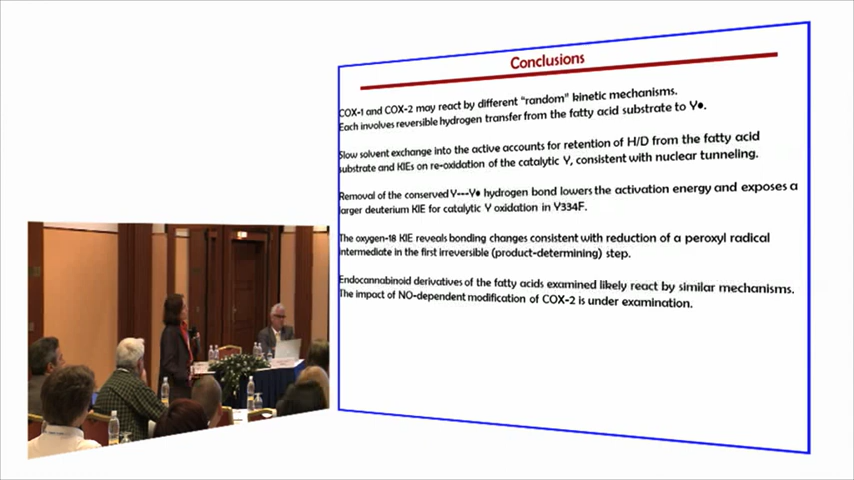 Conclusions
COX-1 and COX-2 may react by different "random" kinetic mechanisms.
Each involves reversible hydrogen transfer from the fatty acid substrate to Y•.
Slow solvent exchange into the active accounts for retention of H/D from the fatty acid
substrate and KIEs on re-oxidation of the catalytic Y, consistent with nuclear tunneling.
Removal of the conserved Y---Y• hydrogen bond lowers the activation energy and exposes a
larger deuterium KIE for catalytic Y oxidation in Y334F.
The oxygen-18 KIE reveals bonding changes consistent with reduction of a peroxyl radical
intermediate in the first irreversible (product-determining) step.
Endocannabinoid derivatives of the fatty acids examined likely react by similar mechanisms.
The impact of NO-dependent modification of COX-2 is under examination.